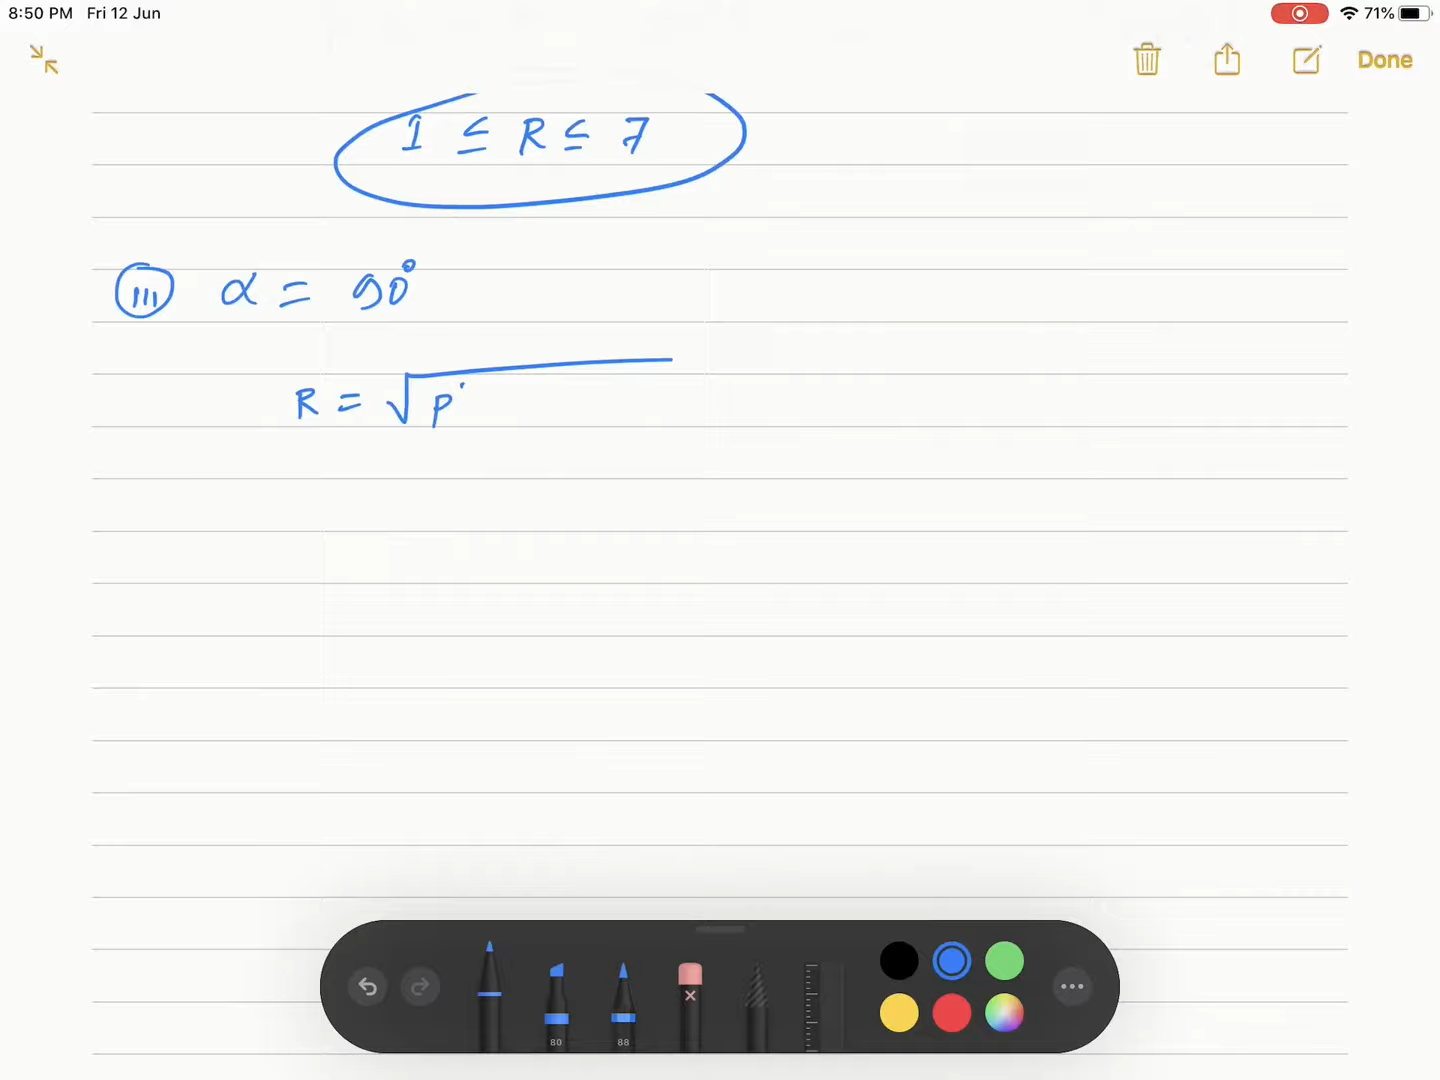 8:50 PM Fri 12 Jun 71%
Done
1 ≤ R ≤ 7
III α = 90°
R = √p
80 88